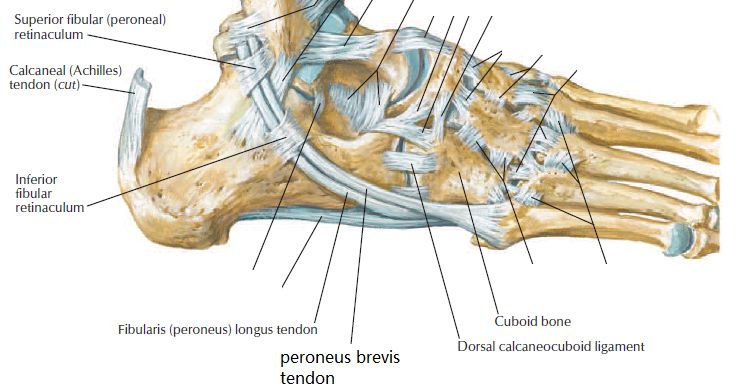 Superior fibular (peroneal)
retinaculum
Calcaneal (Achilles)
tendon (cut)
Inferior
fibular
retinaculum
Fibularis (peroneus) longus tendon
peroneus brevis
tendon
Cuboid bone
Dorsal calcaneocuboid ligament